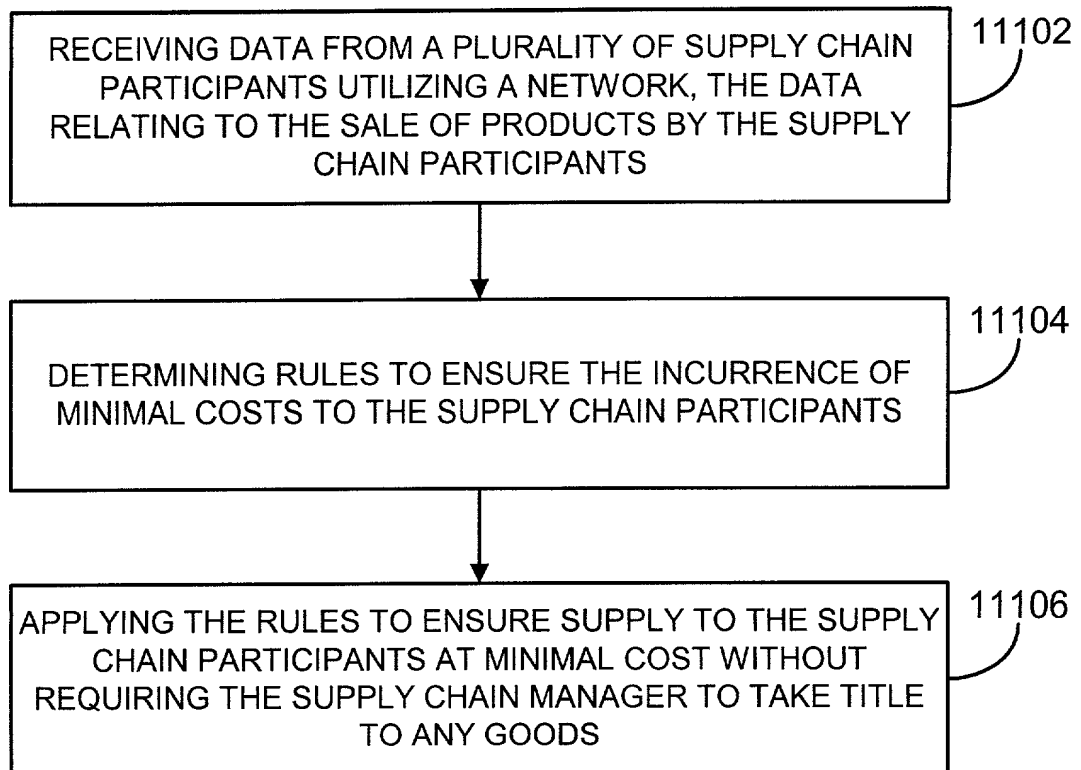 RECEIVING DATA FROM A PLURALITY OF SUPPLY CHAIN
PARTICIPANTS UTILIZING A NETWORK, THE DATA
RELATING TO THE SALE OF PRODUCTS BY THE SUPPLY
CHAIN PARTICIPANTS
11102
DETERMINING RULES TO ENSURE THE INCURRENCE OF
MINIMAL COSTS TO THE SUPPLY CHAIN PARTICIPANTS
11104
APPLYING THE RULES TO ENSURE SUPPLY TO THE SUPPLY
CHAIN PARTICIPANTS AT MINIMAL COST WITHOUT
REQUIRING THE SUPPLY CHAIN MANAGER TO TAKE TITLE
TO ANY GOODS
11106